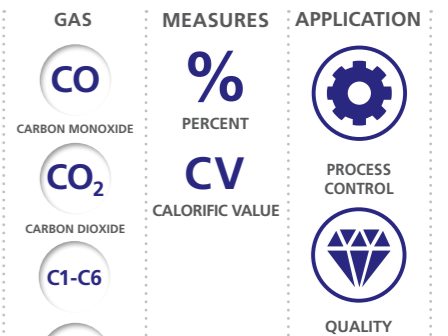 GAS
CO
CARBON MONOXIDE
CO₂
CARBON DIOXIDE
C1-C6
MEASURES
%
PERCENT
CV
CALORIFIC VALUE
APPLICATION
PROCESS
CONTROL
QUALITY